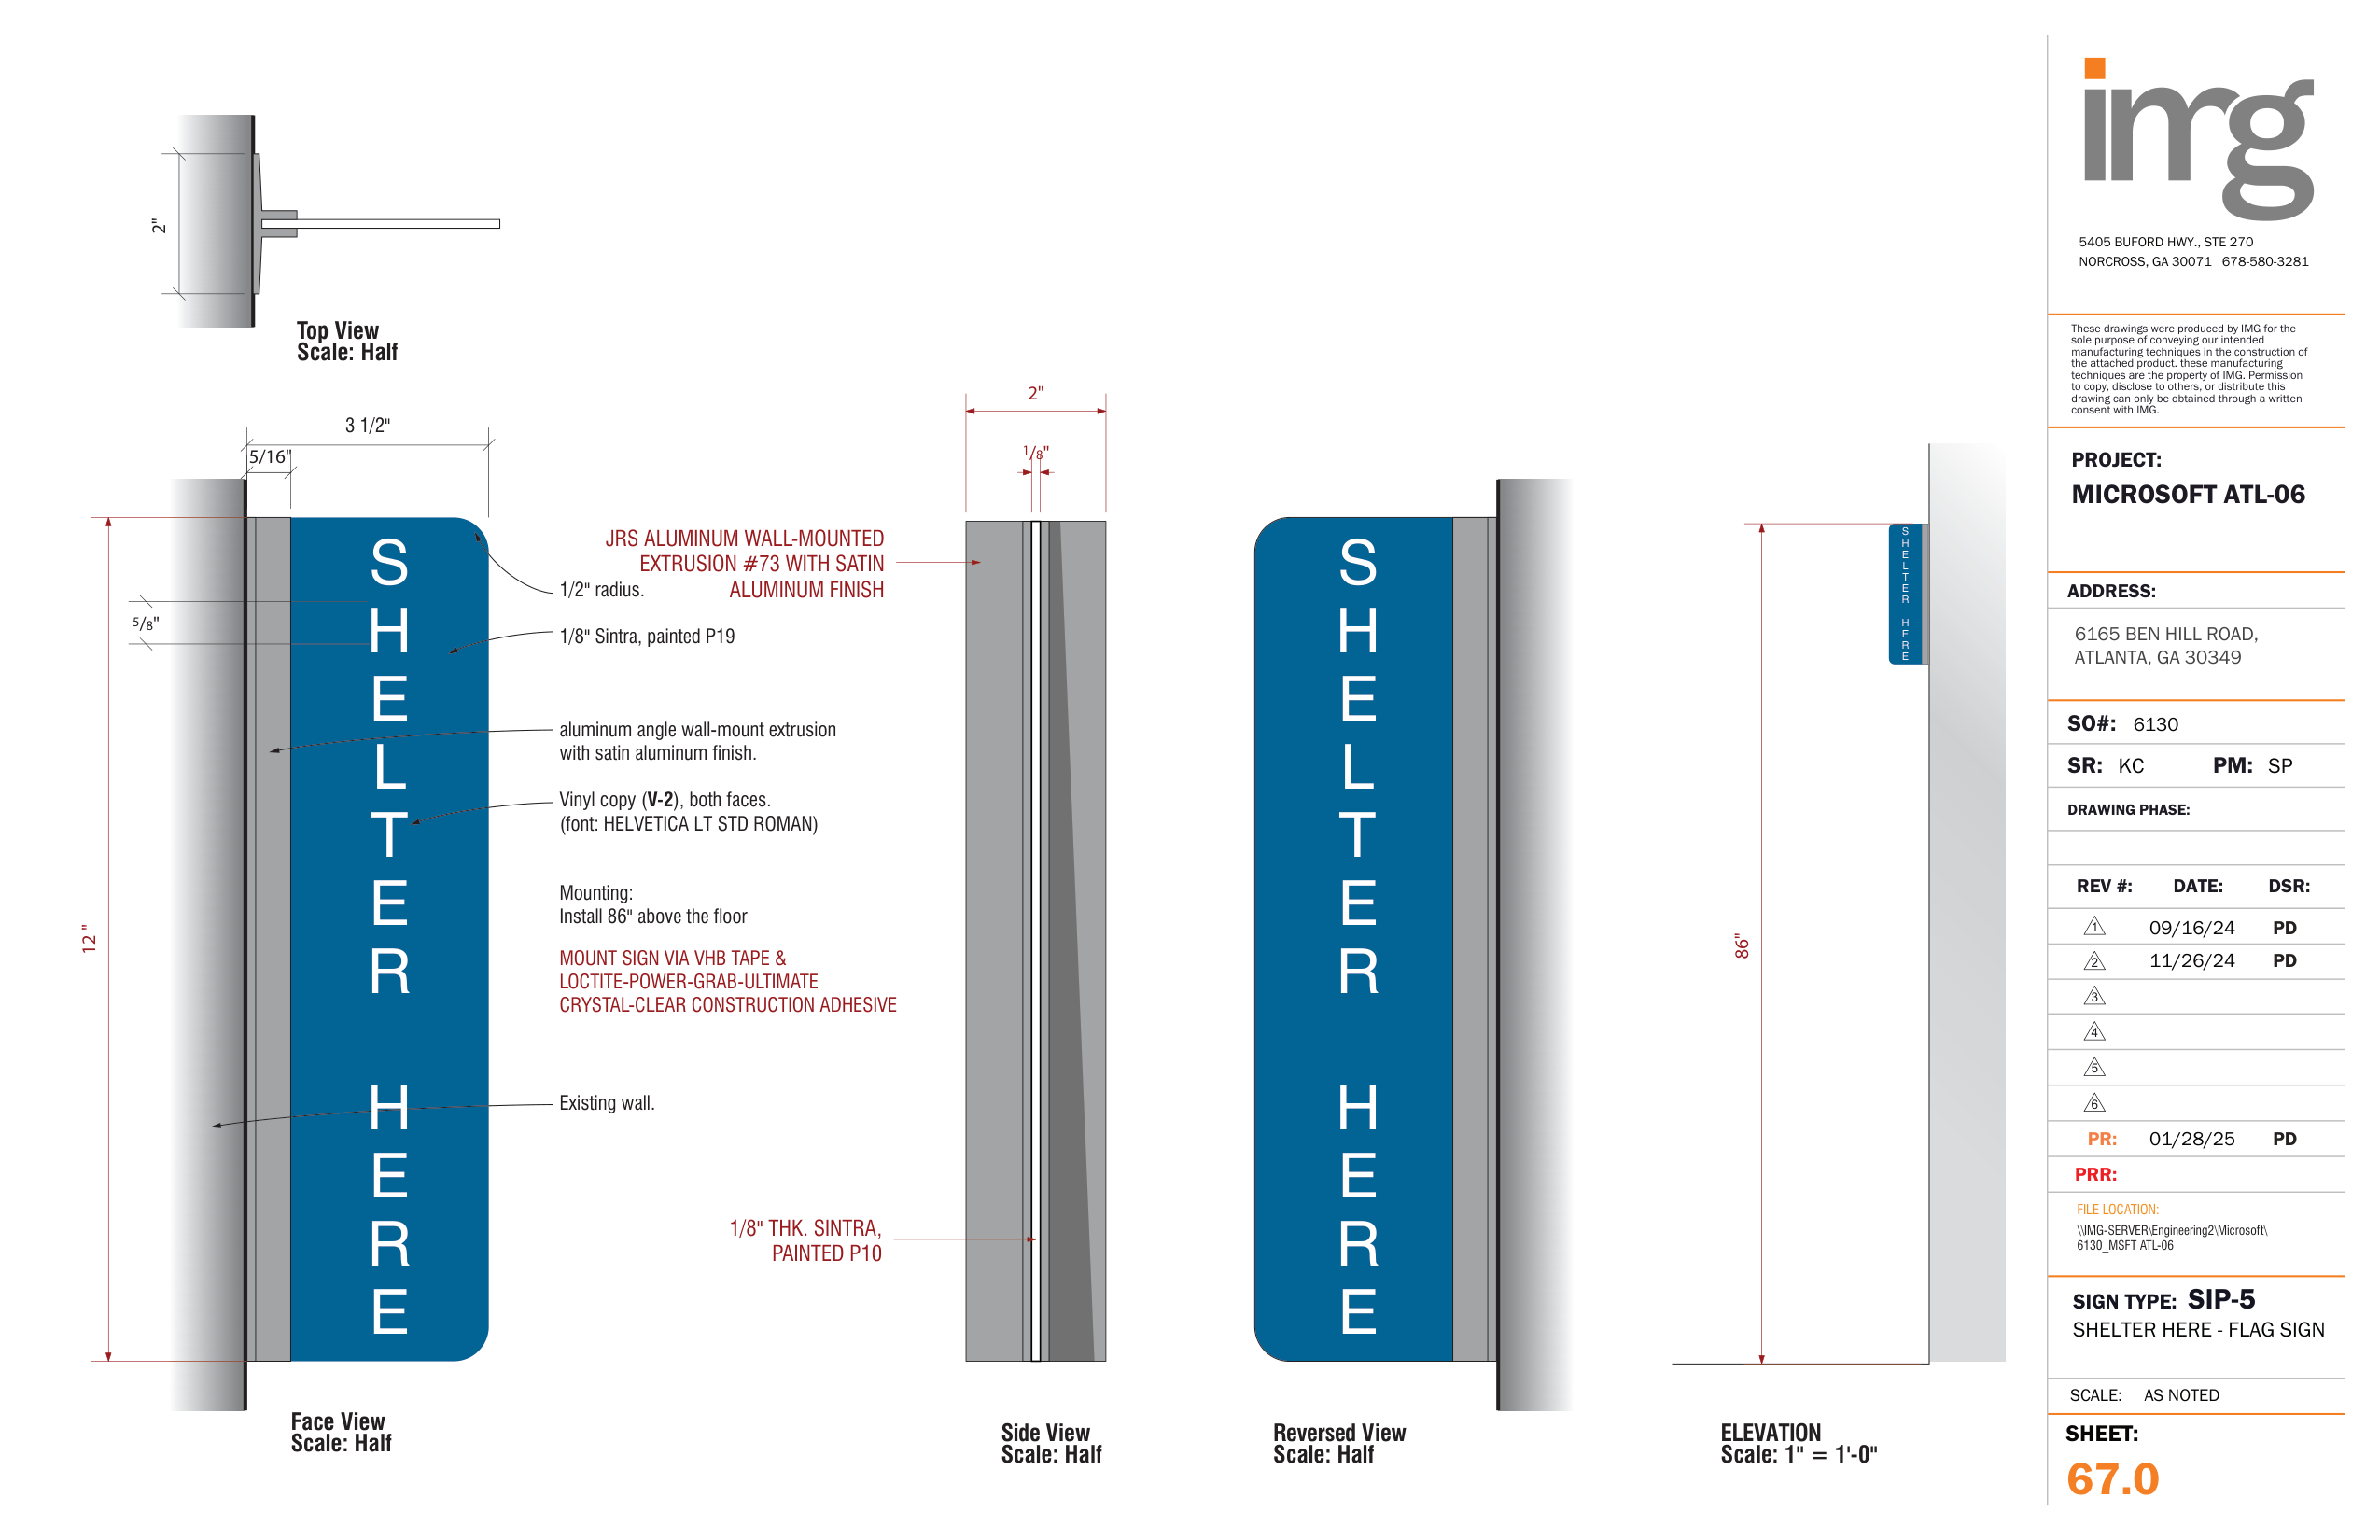 2"
Top View
Scale: Half
3 1/2"
5/16"
5/8"
12 "
S
H
E
L
T
E
R
H
E
R
E
Face View
Scale: Half
1/2" radius.
1/8" Sintra, painted P19
aluminum angle wall-mount extrusion
with satin aluminum finish.
Vinyl copy (V-2), both faces.
(font: HELVETICA LT STD ROMAN)
Mounting:
Install 86" above the floor
MOUNT SIGN VIA VHB TAPE &
LOCTITE-POWER-GRAB-ULTIMATE
CRYSTAL-CLEAR CONSTRUCTION ADHESIVE
Existing wall.
JRS ALUMINUM WALL-MOUNTED
EXTRUSION #73 WITH SATIN
ALUMINUM FINISH
1/8" THK. SINTRA,
PAINTED P10
2"
1/8"
Side View
Scale: Half
S
H
E
L
T
E
R
H
E
R
E
Reversed View
Scale: Half
86"
S
H
E
L
T
E
R
H
E
R
E
ELEVATION
Scale: 1" = 1'-0"
img
5405 BUFORD HWY., STE 270
NORCROSS, GA 30071 678-580-3281
These drawings were produced by IMG for the
sole purpose of conveying our intended
manufacturing techniques in the construction of
the attached product. these manufacturing
techniques are the property of IMG. Permission
to copy, disclose to others, or distribute this
drawing can only be obtained through a written
consent with IMG.
PROJECT:
MICROSOFT ATL-06
ADDRESS:
6165 BEN HILL ROAD,
ATLANTA, GA 30349
SO#: 6130
SR: KC PM: SP
DRAWING PHASE:
REV #: DATE: DSR:
1 09/16/24 PD
2 11/26/24 PD
3
4
5
6
PR: 01/28/25 PD
PRR:
FILE LOCATION:
\\IMG-SERVER\Engineering2\Microsoft\
6130_MSFT ATL-06
SIGN TYPE: SIP-5
SHELTER HERE - FLAG SIGN
SCALE: AS NOTED
SHEET:
67.0